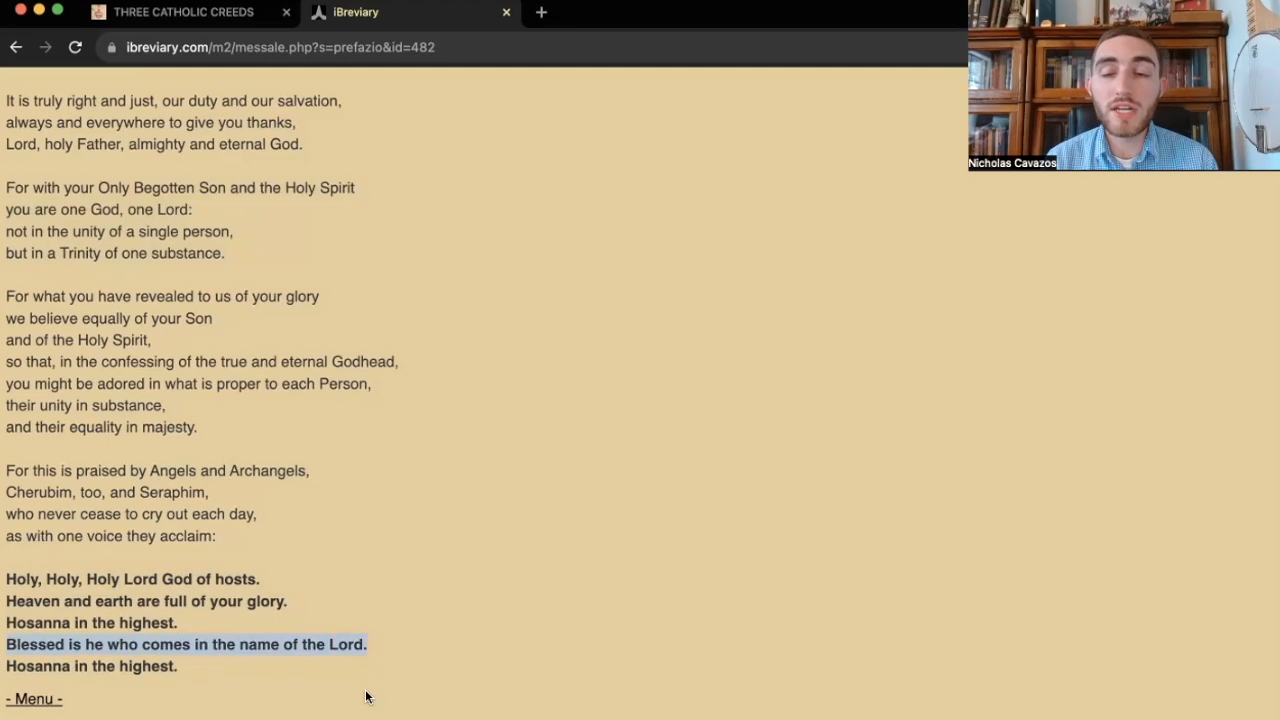 THREE CATHOLIC CREEDS
iBreviary
ibreviary.com/m2/messale.php?s=prefazio&id=482
It is truly right and just, our duty and our salvation,
always and everywhere to give you thanks,
Lord, holy Father, almighty and eternal God.
For with your Only Begotten Son and the Holy Spirit
you are one God, one Lord:
not in the unity of a single person,
but in a Trinity of one substance.
For what you have revealed to us of your glory
we believe equally of your Son
and of the Holy Spirit,
so that, in the confessing of the true and eternal Godhead,
you might be adored in what is proper to each Person,
their unity in substance,
and their equality in majesty.
For this is praised by Angels and Archangels,
Cherubim, too, and Seraphim,
who never cease to cry out each day,
as with one voice they acclaim:
Holy, Holy, Holy Lord God of hosts.
Heaven and earth are full of your glory.
Hosanna in the highest.
Blessed is he who comes in the name of the Lord.
Hosanna in the highest.
- Menu -
Nicholas Cavazos